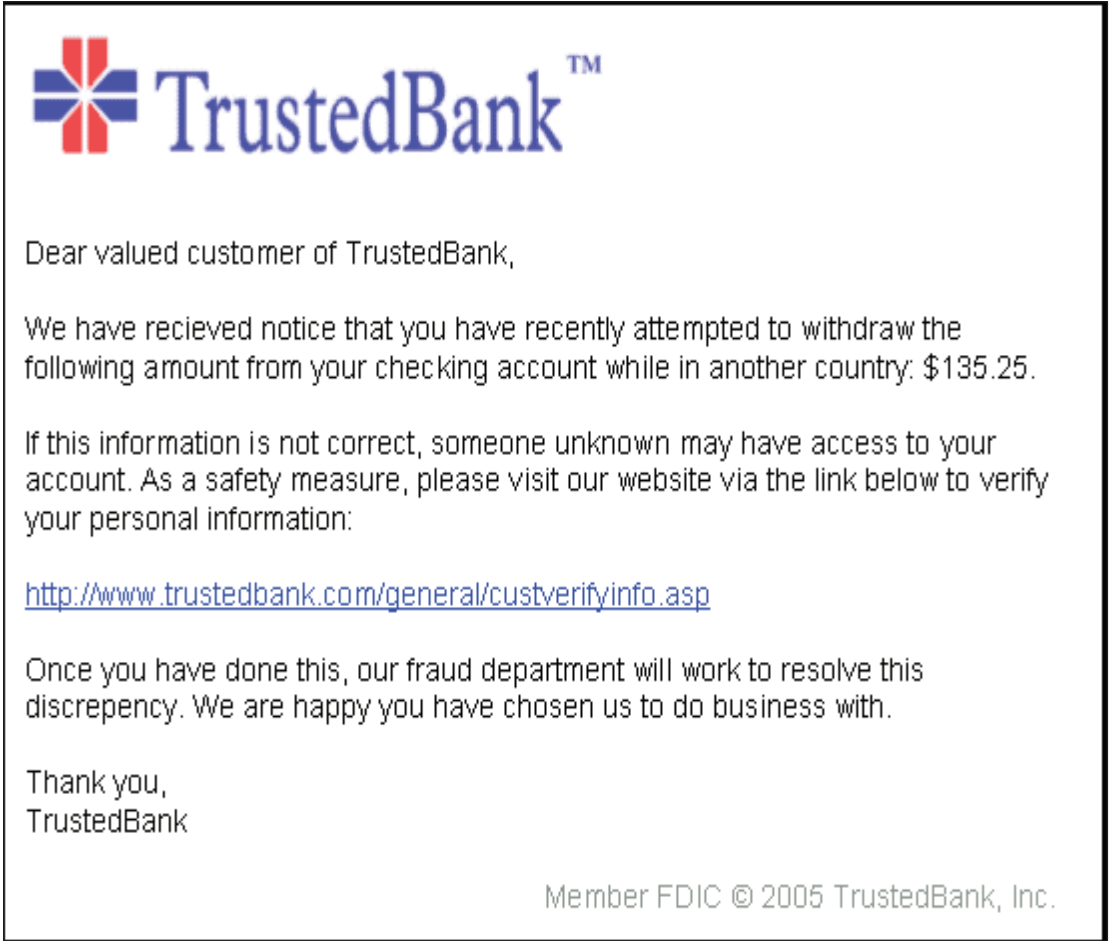 TrustedBank™
Dear valued customer of TrustedBank,
We have recieved notice that you have recently attempted to withdraw the
following amount from your checking account while in another country: $135.25.
If this information is not correct, someone unknown may have access to your
account. As a safety measure, please visit our website via the link below to verify
your personal information:
http://www.trustedbank.com/general/custverifyinfo.asp
Once you have done this, our fraud department will work to resolve this
discrepency. We are happy you have chosen us to do business with.
Thank you,
TrustedBank
Member FDIC © 2005 TrustedBank, Inc.